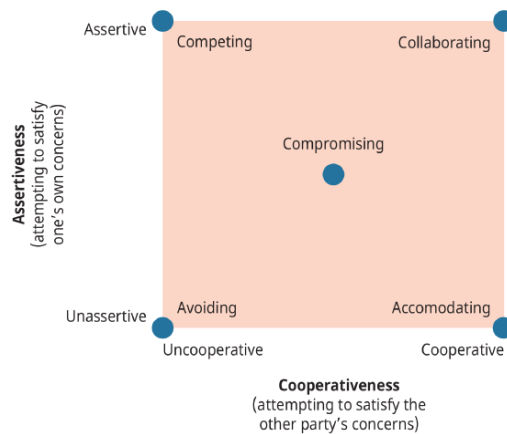 Assertive
Competing
Collaborating
Compromising
Assertiveness
(attempting to satisfy
one's own concerns)
Avoiding
Accomodating
Unassertive
Uncooperative
Cooperative
Cooperativeness
(attempting to satisfy the
other party's concerns)